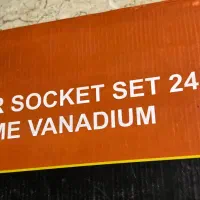 R SOCKET SET 24
ME VANADIUM